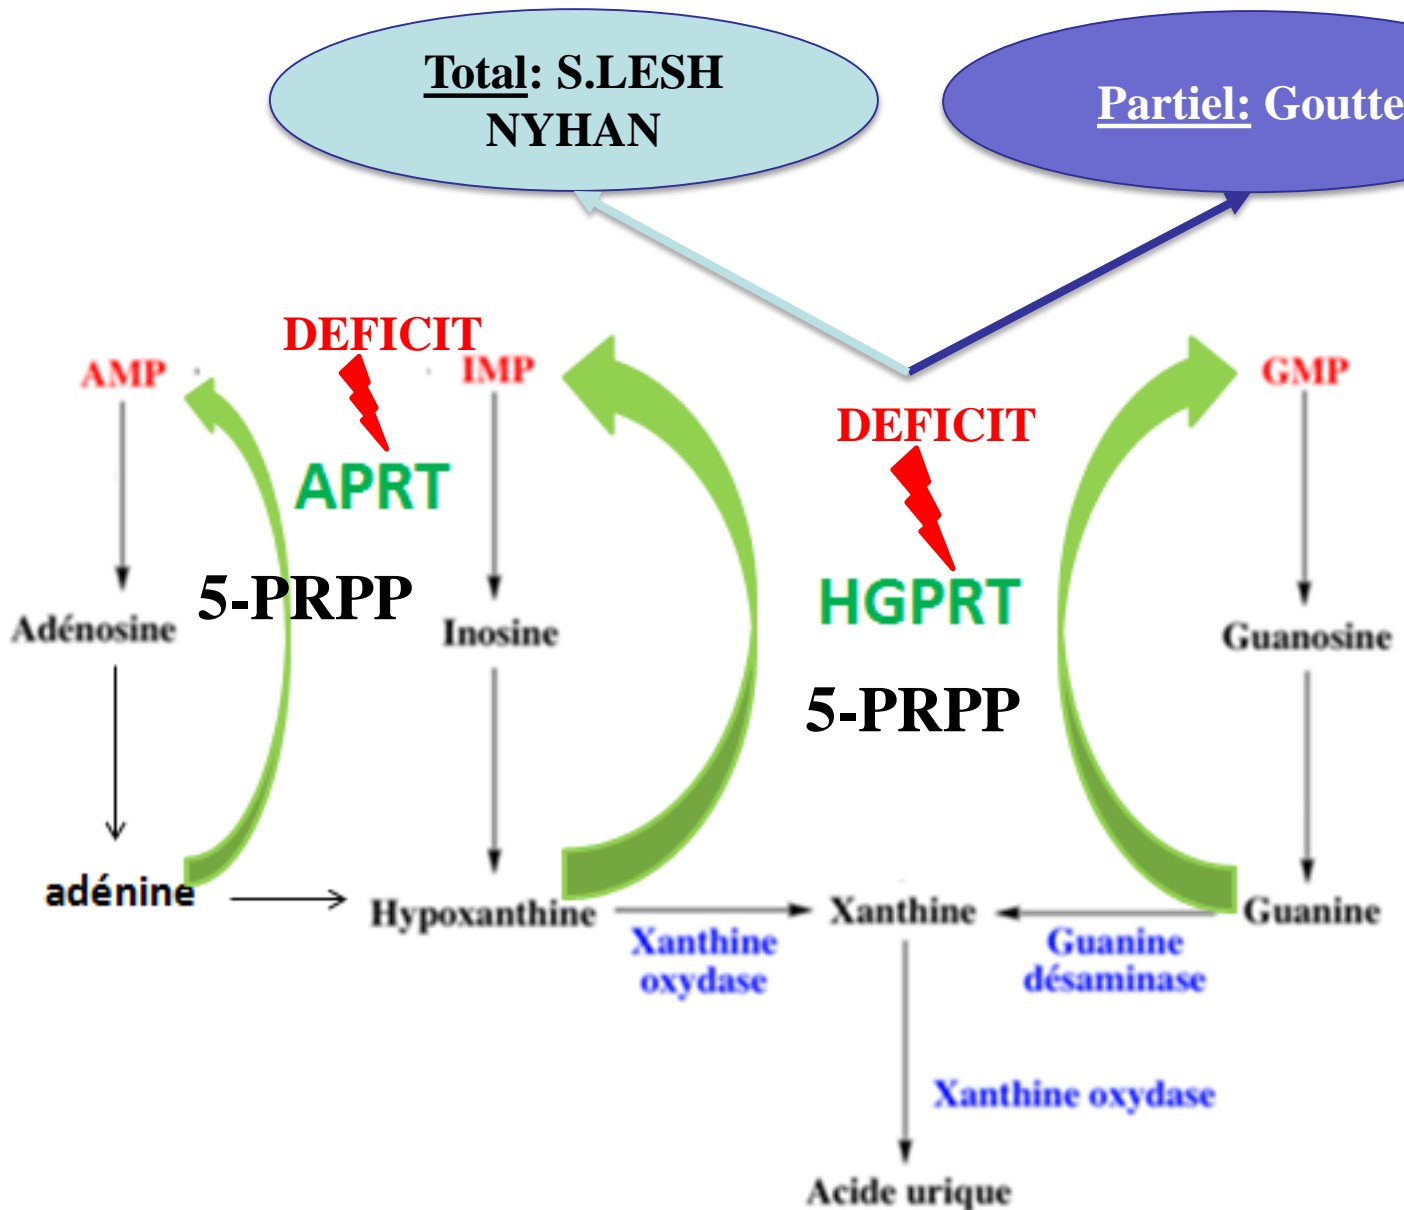 Total: S.LESH
NYHAN
Partiel: Goutte
DEFICIT
AMP
IMP
GMP
DEFICIT
APRT
5-PRPP
HGPRT
Adénosine
Inosine
Guanosine
5-PRPP
adénine
Hypoxanthine
Xanthine
Guanine
Xanthine
oxydase
Guanine
désaminase
Xanthine oxydase
Acide urique